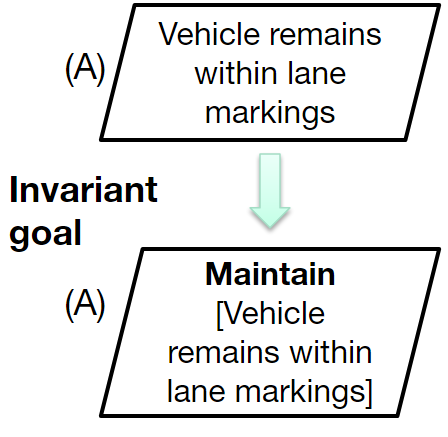 (A)
Vehicle remains
within lane
markings
Invariant
goal
(A)
Maintain
[Vehicle
remains within
lane markings]